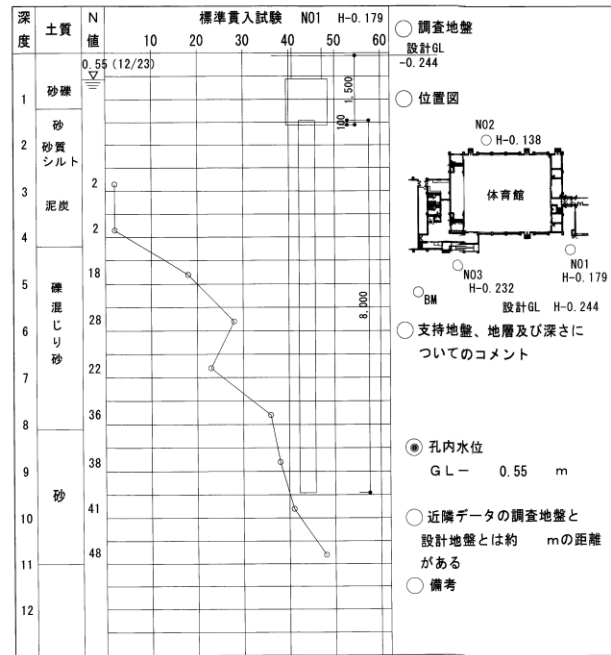 深度 土質 N値 標準貫入試験 N01 H-0.179
10 20 30 40 50 60
0.55 (12/23)
1 砂礫
砂
2 砂質シルト
2
3 泥炭
2
4
18
5 礫混じり砂
28
6
22
7
36
8
38
9 砂
41
10
48
11
12
1,500
100
8,000
調査地盤
設計GL
-0.244
位置図
N02
H-0.138
体育館
N01
H-0.179
N03
H-0.232
BM
設計GL H-0.244
支持地盤、地層及び深さに
ついてのコメント
孔内水位
GL- 0.55 m
近隣データの調査地盤と
設計地盤とは約 mの距離
がある
備考